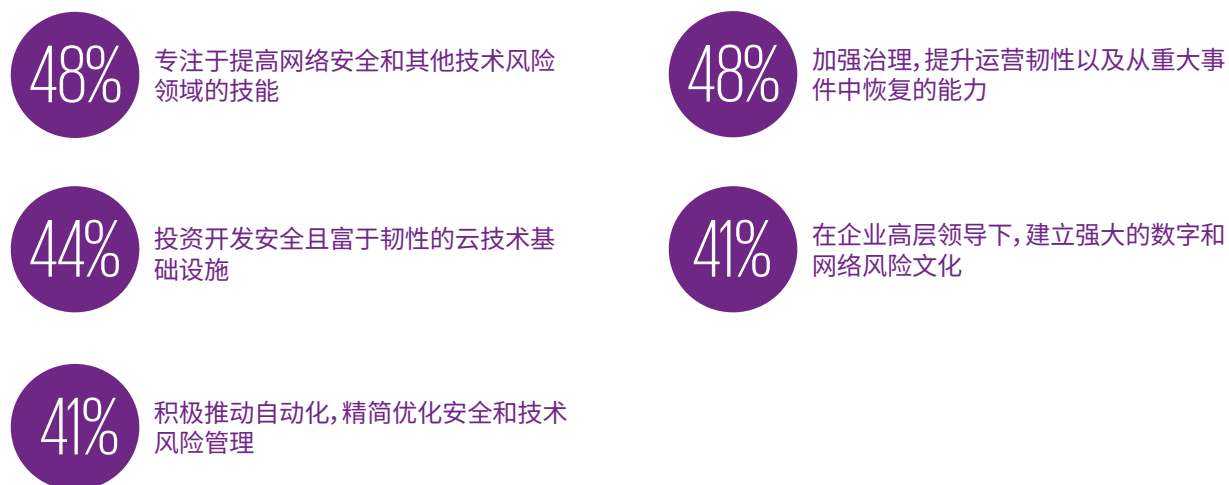 48%
专注于提高网络安全和其他技术风险
领域的技能
48%
加强治理,提升运营韧性以及从重大事
件中恢复的能力
44%
投资开发安全且富于韧性的云技术基
础设施
41%
在企业高层领导下,建立强大的数字和
网络风险文化
41%
积极推动自动化,精简优化安全和技术
风险管理